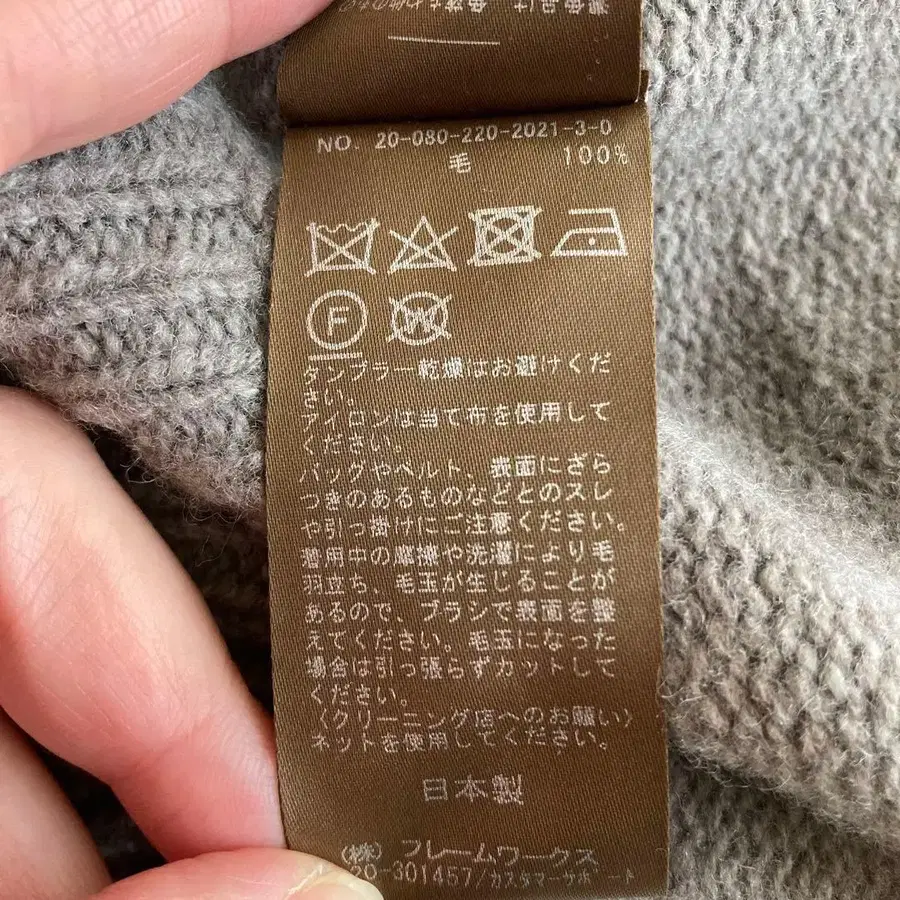 NO. 20-080-220-2021-3-0
毛 100%
F W
タンブラー乾燥はお避けくだ
さい。
アイロンは当て布を使用して
ください。
バッグやベルト、表面にざら
つきのあるものなどとのスレ
や引っ掛けにご注意ください。
着用中の摩擦や洗濯により毛
羽立ち、毛玉が生じることが
あるので、ブラシで表面を整
えてください。毛玉になった
場合は引っ張らずカットして
ください。
〈クリーニング店へのお願い〉
ネットを使用してください。
日本製
(株) フレームワークス
20-301457/カスタマーサポート